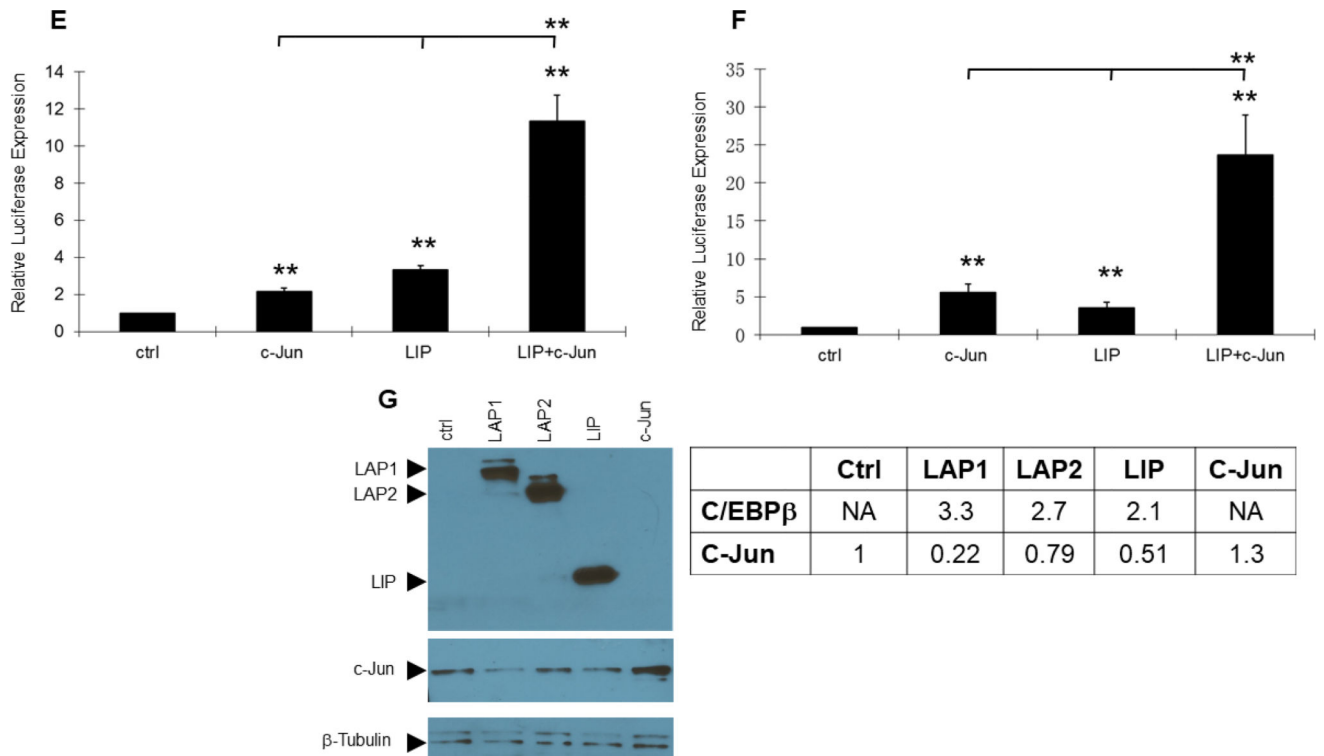 E
**
**
**
**
Relative Luciferase Expression
14
12
10
8
6
4
2
0
ctrl c-Jun LIP LIP+c-Jun
F
**
**
**
**
Relative Luciferase Expression
35
30
25
20
15
10
5
0
ctrl c-Jun LIP LIP+c-Jun
G
ctrl LAP1 LAP2 LIP c-Jun
LAP1
LAP2
LIP
c-Jun
β-Tubulin
Ctrl LAP1 LAP2 LIP C-Jun
C/EBPβ NA 3.3 2.7 2.1 NA
C-Jun 1 0.22 0.79 0.51 1.3